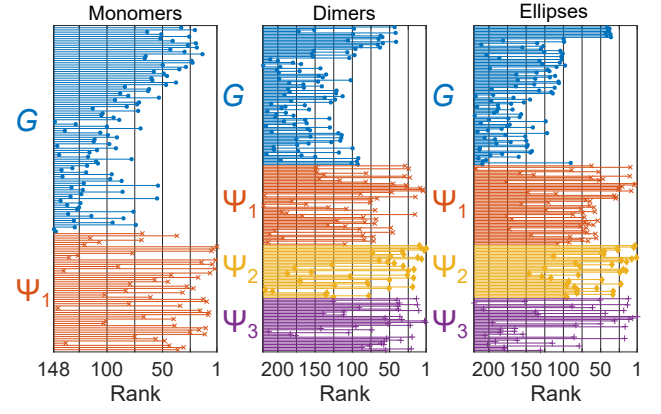 Monomers Dimers Ellipses
G G G
Ψ1 Ψ1 Ψ1
Ψ2 Ψ2
Ψ3 Ψ3
148 100 50 1 200 150 100 50 1 200 150 100 50 1
Rank Rank Rank